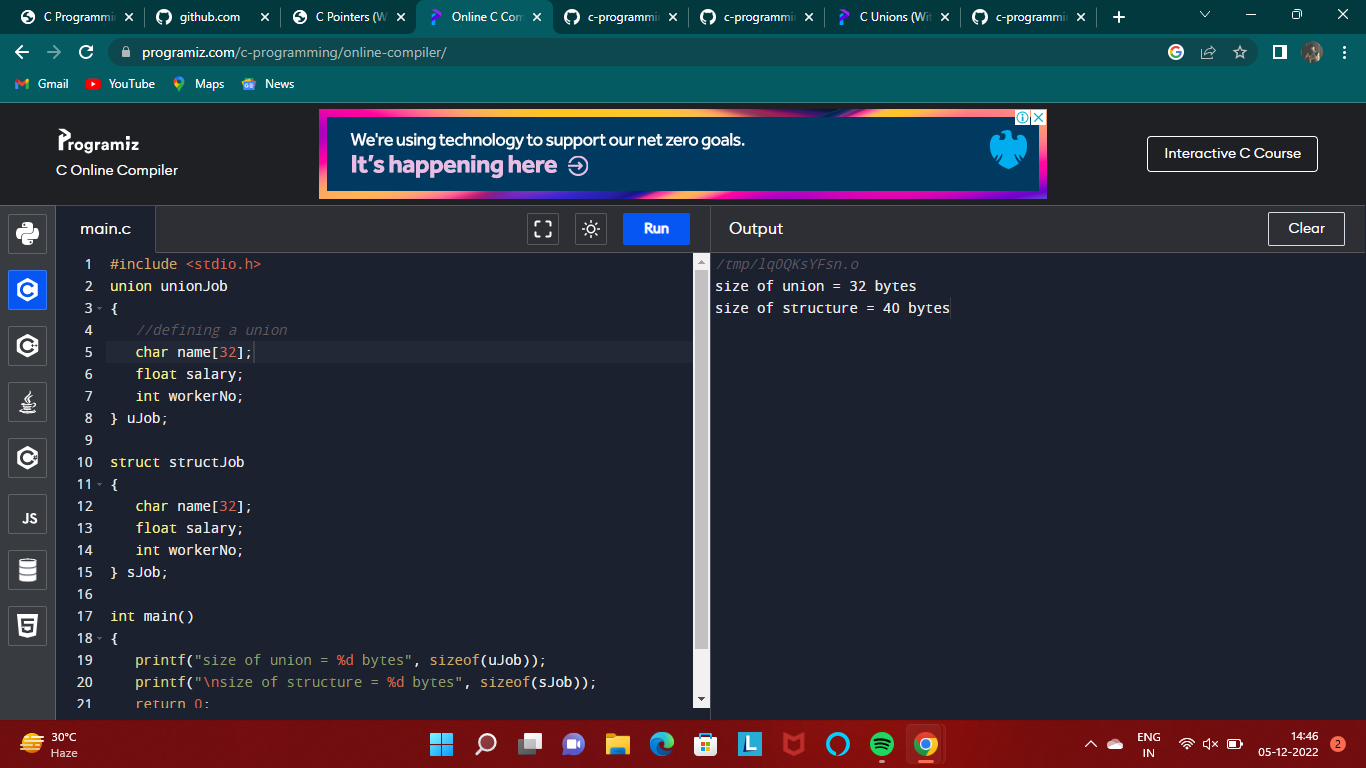 C Programmi
github.com
C Pointers (W
Online C Com
c-programmi
c-programmi
C Unions (Wit
c-programmi
programiz.com/c-programming/online-compiler/
Gmail
YouTube
Maps
News
Programiz
C Online Compiler
We're using technology to support our net zero goals.
It's happening here
Interactive C Course
main.c
Run
Output
Clear
1 #include <stdio.h>
2 union unionJob
3 {
4 //defining a union
5 char name[32];
6 float salary;
7 int workerNo;
8 } uJob;
9
10 struct structJob
11 {
12 char name[32];
13 float salary;
14 int workerNo;
15 } sJob;
16
17 int main()
18 {
19 printf("size of union = %d bytes", sizeof(uJob));
20 printf("\nsize of structure = %d bytes", sizeof(sJob));
21 return 0;
/tmp/lqOQKsYFsn.o
size of union = 32 bytes
size of structure = 40 bytes
JS
30°C
Haze
L
ENG
IN
14:46
05-12-2022
2